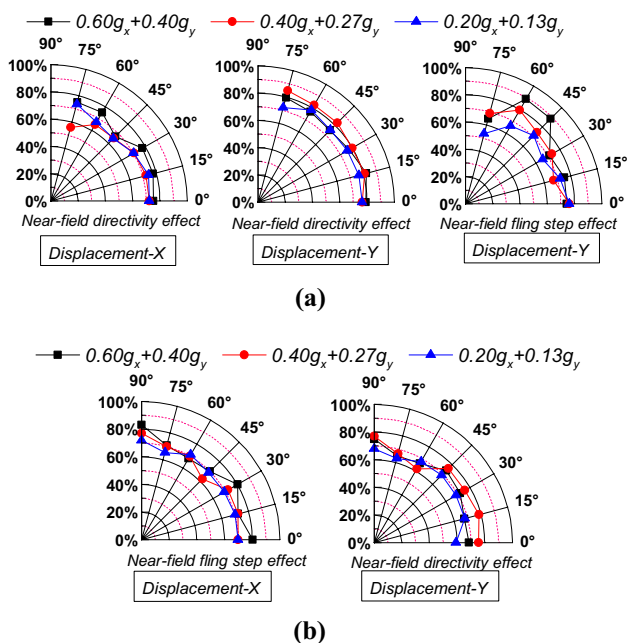 0.60gx+0.40gy 0.40gx+0.27gy 0.20gx+0.13gy
90° 75° 60° 45° 30° 15° 0°
100% 80% 60% 40% 20% 0%
Near-field directivity effect
Displacement-X
90° 75° 60° 45° 30° 15° 0°
100% 80% 60% 40% 20% 0%
Near-field directivity effect
Displacement-Y
90° 75° 60° 45° 30° 15° 0°
100% 80% 60% 40% 20% 0%
Near-field fling step effect
Displacement-Y
(a)
0.60gx+0.40gy 0.40gx+0.27gy 0.20gx+0.13gy
90° 75° 60° 45° 30° 15° 0°
100% 80% 60% 40% 20% 0%
Near-field fling step effect
Displacement-X
90° 75° 60° 45° 30° 15° 0°
100% 80% 60% 40% 20% 0%
Near-field directivity effect
Displacement-Y
(b)